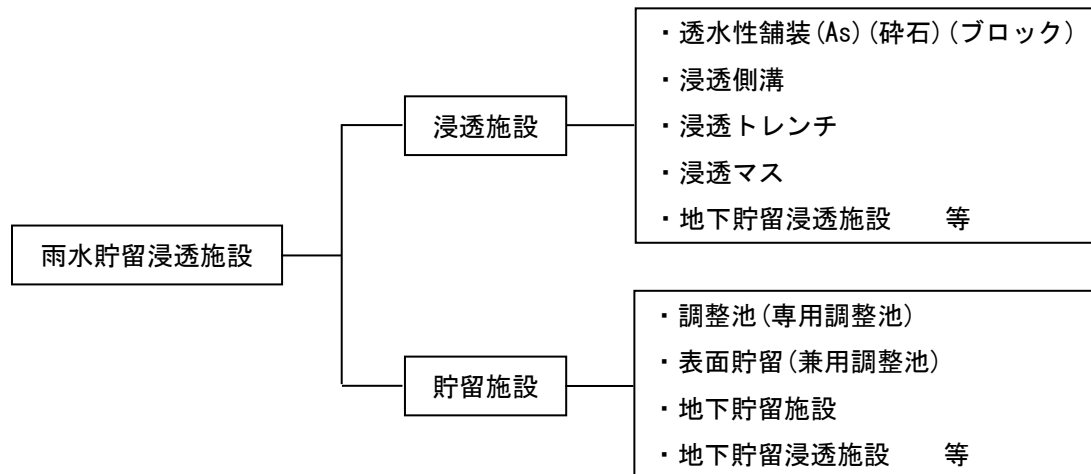 雨水貯留浸透施設
浸透施設
・透水性舗装(As)(砕石)(ブロック)
・浸透側溝
・浸透トレンチ
・浸透マス
・地下貯留浸透施設　　等
貯留施設
・調整池(専用調整池)
・表面貯留(兼用調整池)
・地下貯留施設
・地下貯留浸透施設　　等